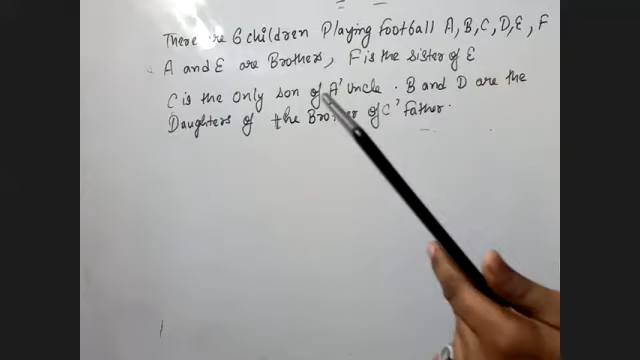 There are 6 children Playing football A, B, C, D, E, F
A and E are Brothers, F is the sister of E
C is the only son of A' Uncle. B and D are the
Daughters of the Brother of C' Father.